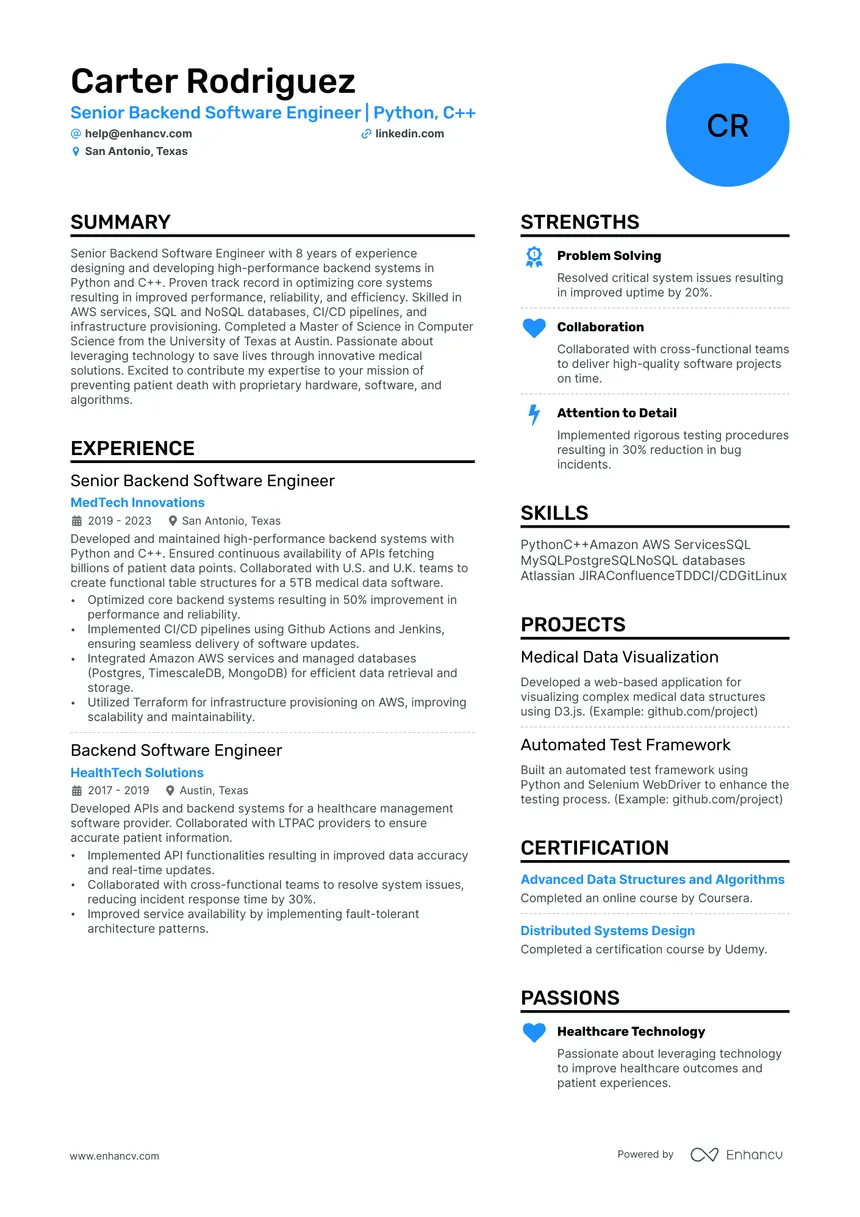 Carter Rodriguez
Senior Backend Software Engineer | Python, C++
@ help@enhancv.com
linkedin.com
San Antonio, Texas
CR
SUMMARY
Senior Backend Software Engineer with 8 years of experience
designing and developing high-performance backend systems in
Python and C++. Proven track record in optimizing core systems
resulting in improved performance, reliability, and efficiency. Skilled in
AWS services, SQL and NoSQL databases, CI/CD pipelines, and
infrastructure provisioning. Completed a Master of Science in Computer
Science from the University of Texas at Austin. Passionate about
leveraging technology to save lives through innovative medical
solutions. Excited to contribute my expertise to your mission of
preventing patient death with proprietary hardware, software, and
algorithms.
EXPERIENCE
Senior Backend Software Engineer
MedTech Innovations
2019 - 2023 San Antonio, Texas
Developed and maintained high-performance backend systems with
Python and C++. Ensured continuous availability of APIs fetching
billions of patient data points. Collaborated with U.S. and U.K. teams to
create functional table structures for a 5TB medical data software.
• Optimized core backend systems resulting in 50% improvement in
performance and reliability.
• Implemented CI/CD pipelines using Github Actions and Jenkins,
ensuring seamless delivery of software updates.
• Integrated Amazon AWS services and managed databases
(Postgres, TimescaleDB, MongoDB) for efficient data retrieval and
storage.
• Utilized Terraform for infrastructure provisioning on AWS, improving
scalability and maintainability.
Backend Software Engineer
HealthTech Solutions
2017 - 2019 Austin, Texas
Developed APIs and backend systems for a healthcare management
software provider. Collaborated with LTPAC providers to ensure
accurate patient information.
• Implemented API functionalities resulting in improved data accuracy
and real-time updates.
• Collaborated with cross-functional teams to resolve system issues,
reducing incident response time by 30%.
• Improved service availability by implementing fault-tolerant
architecture patterns.
STRENGTHS
Problem Solving
Resolved critical system issues resulting
in improved uptime by 20%.
Collaboration
Collaborated with cross-functional teams
to deliver high-quality software projects
on time.
Attention to Detail
Implemented rigorous testing procedures
resulting in 30% reduction in bug
incidents.
SKILLS
PythonC++Amazon AWS ServicesSQL
MySQLPostgreSQLNoSQL databases
Atlassian JIRAConfluenceTDDCI/CDGitLinux
PROJECTS
Medical Data Visualization
Developed a web-based application for
visualizing complex medical data structures
using D3.js. (Example: github.com/project)
Automated Test Framework
Built an automated test framework using
Python and Selenium WebDriver to enhance the
testing process. (Example: github.com/project)
CERTIFICATION
Advanced Data Structures and Algorithms
Completed an online course by Coursera.
Distributed Systems Design
Completed a certification course by Udemy.
PASSIONS
Healthcare Technology
Passionate about leveraging technology
to improve healthcare outcomes and
patient experiences.
www.enhancv.com
Powered by Enhancv